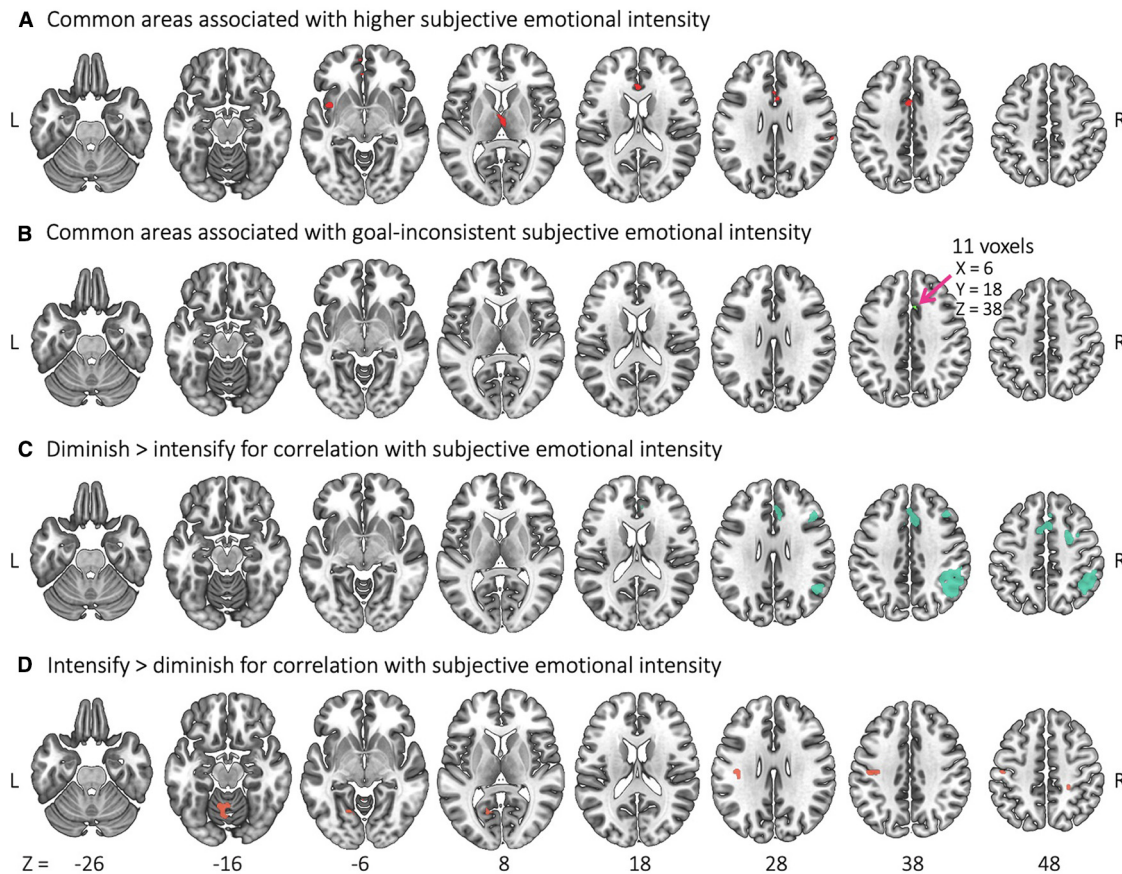 A Common areas associated with higher subjective emotional intensity
L R
B Common areas associated with goal-inconsistent subjective emotional intensity
11 voxels
X = 6
Y = 18
Z = 38
L R
C Diminish > intensify for correlation with subjective emotional intensity
L R
D Intensify > diminish for correlation with subjective emotional intensity
L R
Z = -26 -16 -6 8 18 28 38 48